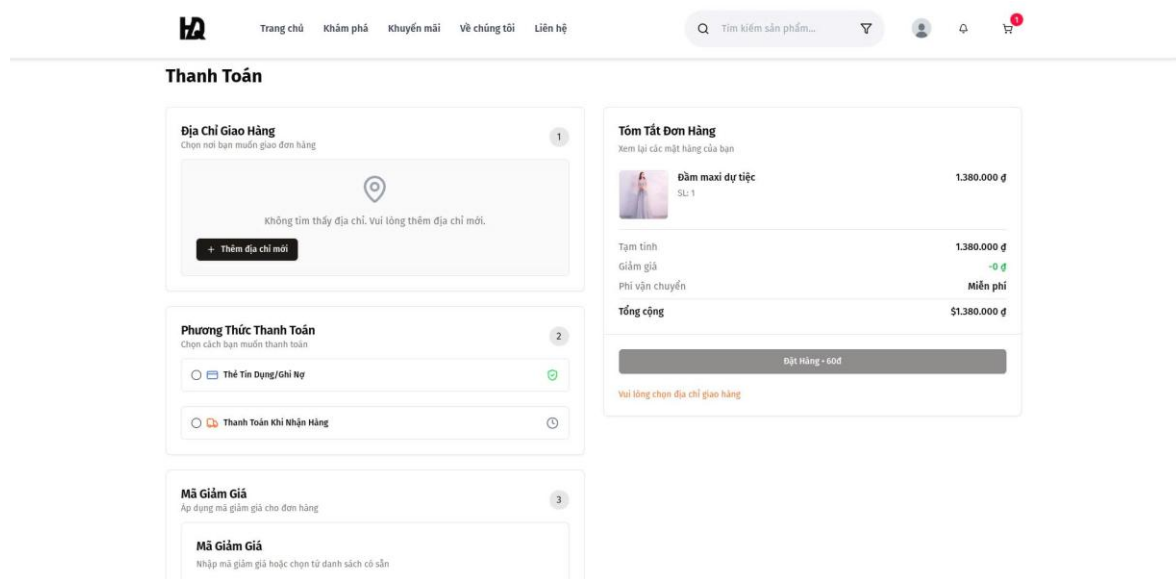 HQ
Trang chủ Khám phá Khuyến mãi Về chúng tôi Liên hệ
Tìm kiếm sản phẩm...
1
Thanh Toán
Địa Chỉ Giao Hàng
Chọn nơi bạn muốn giao đơn hàng
1
Không tìm thấy địa chỉ. Vui lòng thêm địa chỉ mới.
+ Thêm địa chỉ mới
Phương Thức Thanh Toán
Chọn cách bạn muốn thanh toán
2
Thẻ Tín Dụng/Ghi Nợ
Thanh Toán Khi Nhận Hàng
Mã Giảm Giá
Áp dụng mã giảm giá cho đơn hàng
3
Mã Giảm Giá
Nhập mã giảm giá hoặc chọn từ danh sách có sẵn
Tóm Tắt Đơn Hàng
Xem lại các mặt hàng của bạn
Đầm maxi dự tiệc 1.380.000 ₫
SL: 1
Tạm tính 1.380.000 ₫
Giảm giá -0 ₫
Phí vận chuyển Miễn phí
Tổng cộng $1.380.000 ₫
Đặt Hàng • 60đ
Vui lòng chọn địa chỉ giao hàng